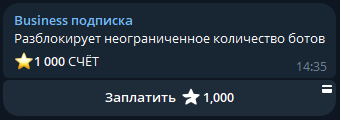 Business подписка
Разблокирует неограниченное количество ботов
⭐1 000 СЧЁТ
14:35
Заплатить ⭐1,000